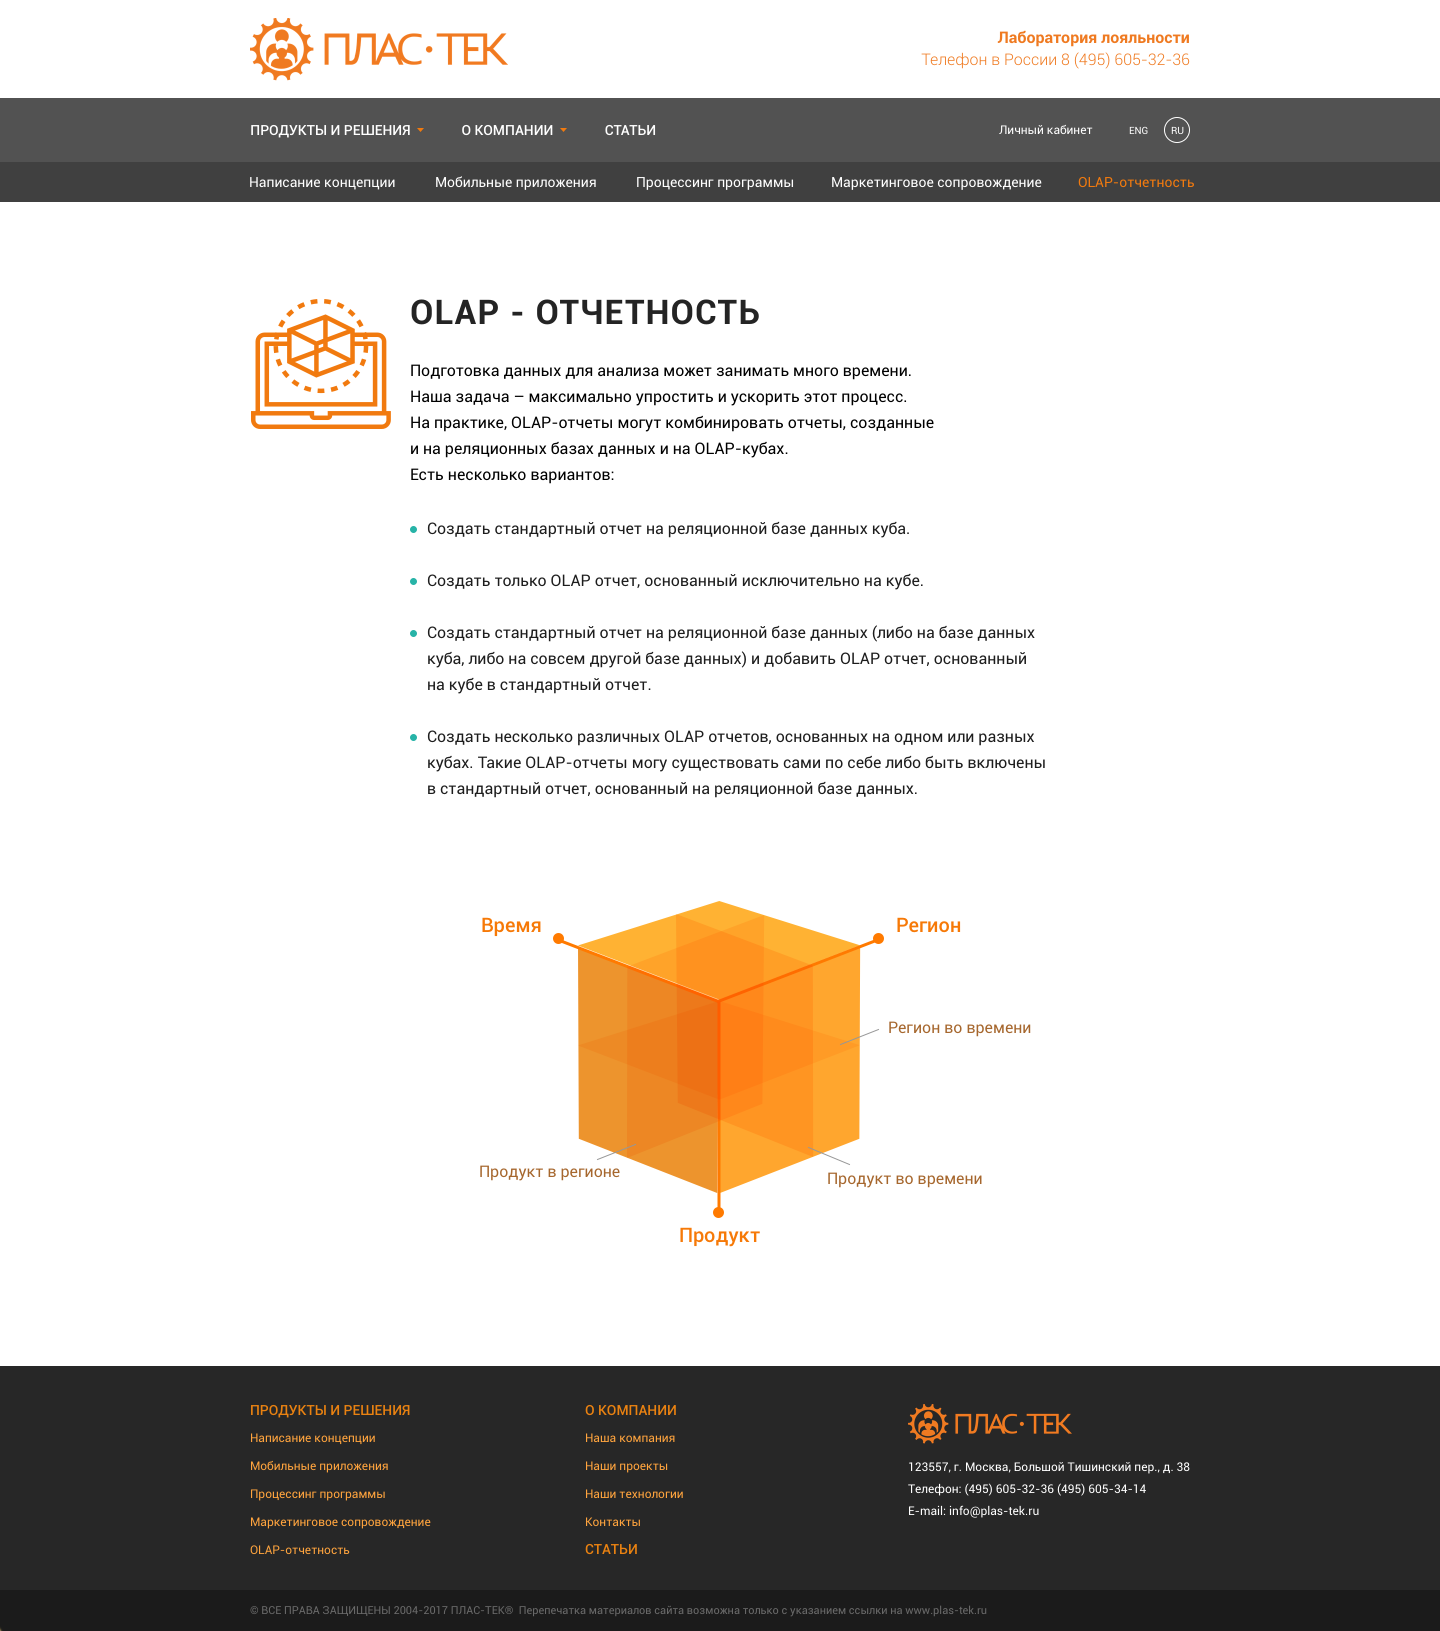 ПЛАС·ТЕК
Лаборатория лояльности
Телефон в России 8 (495) 605-32-36
ПРОДУКТЫ И РЕШЕНИЯ
О КОМПАНИИ
СТАТЬИ
Личный кабинет
ENG
RU
Написание концепции
Мобильные приложения
Процессинг программы
Маркетинговое сопровождение
OLAP-отчетность
OLAP - ОТЧЕТНОСТЬ
Подготовка данных для анализа может занимать много времени.
Наша задача – максимально упростить и ускорить этот процесс.
На практике, OLAP-отчеты могут комбинировать отчеты, созданные
и на реляционных базах данных и на OLAP-кубах.
Есть несколько вариантов:
Создать стандартный отчет на реляционной базе данных куба.
Создать только OLAP отчет, основанный исключительно на кубе.
Создать стандартный отчет на реляционной базе данных (либо на базе данных
куба, либо на совсем другой базе данных) и добавить OLAP отчет, основанный
на кубе в стандартный отчет.
Создать несколько различных OLAP отчетов, основанных на одном или разных
кубах. Такие OLAP-отчеты могу существовать сами по себе либо быть включены
в стандартный отчет, основанный на реляционной базе данных.
Время
Регион
Регион во времени
Продукт в регионе
Продукт во времени
Продукт
ПРОДУКТЫ И РЕШЕНИЯ
Написание концепции
Мобильные приложения
Процессинг программы
Маркетинговое сопровождение
OLAP-отчетность
О КОМПАНИИ
Наша компания
Наши проекты
Наши технологии
Контакты
СТАТЬИ
ПЛАС·ТЕК
123557, г. Москва, Большой Тишинский пер., д. 38
Телефон: (495) 605-32-36 (495) 605-34-14
E-mail: info@plas-tek.ru
© ВСЕ ПРАВА ЗАЩИЩЕНЫ 2004-2017 ПЛАС-ТЕК® Перепечатка материалов сайта возможна только с указанием ссылки на www.plas-tek.ru